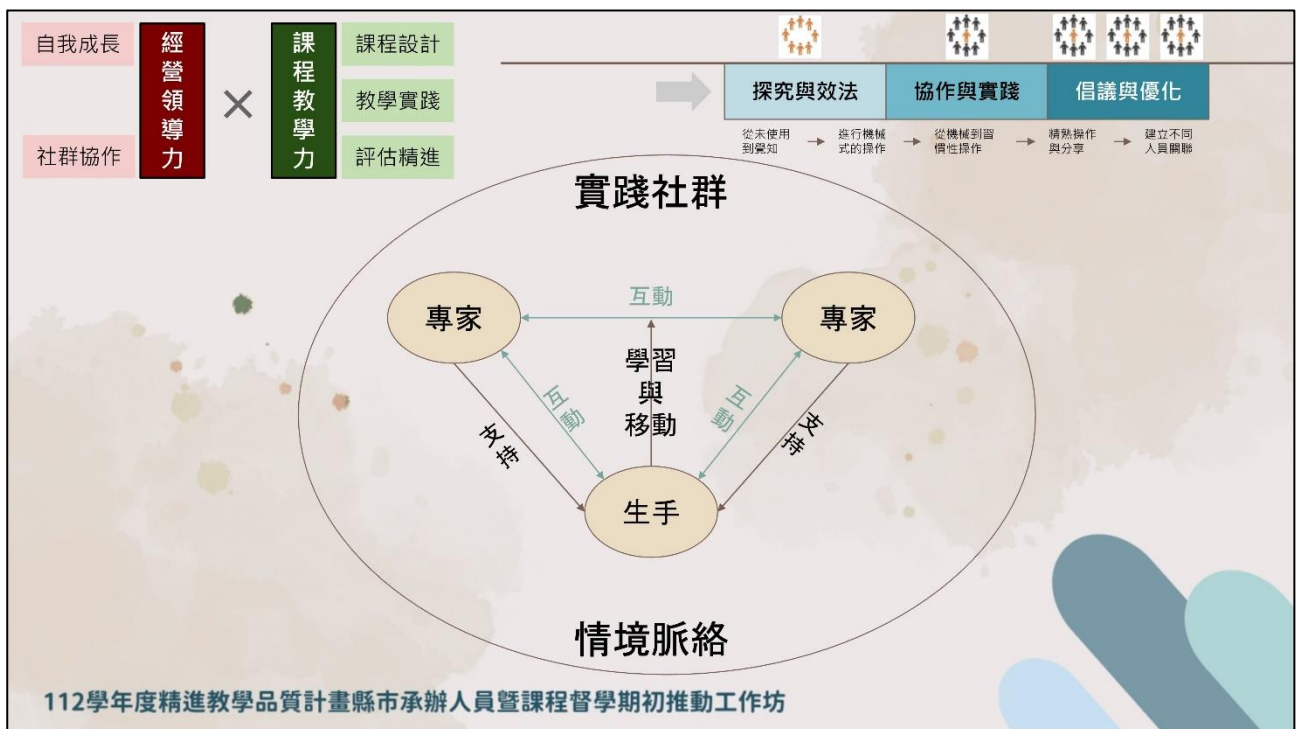 自我成長
社群協作
經營領導力
×
課程教學力
課程設計
教學實踐
評估精進
探究與效法
協作與實踐
倡議與優化
從未使用
到覺知
進行機械
式的操作
從機械到習
慣性操作
精熟操作
與分享
建立不同
人員關聯
實踐社群
專家
互動
專家
學習
與
移動
互動
互動
支持
支持
生手
情境脈絡
112學年度精進教學品質計畫縣市承辦人員暨課程督學期初推動工作坊